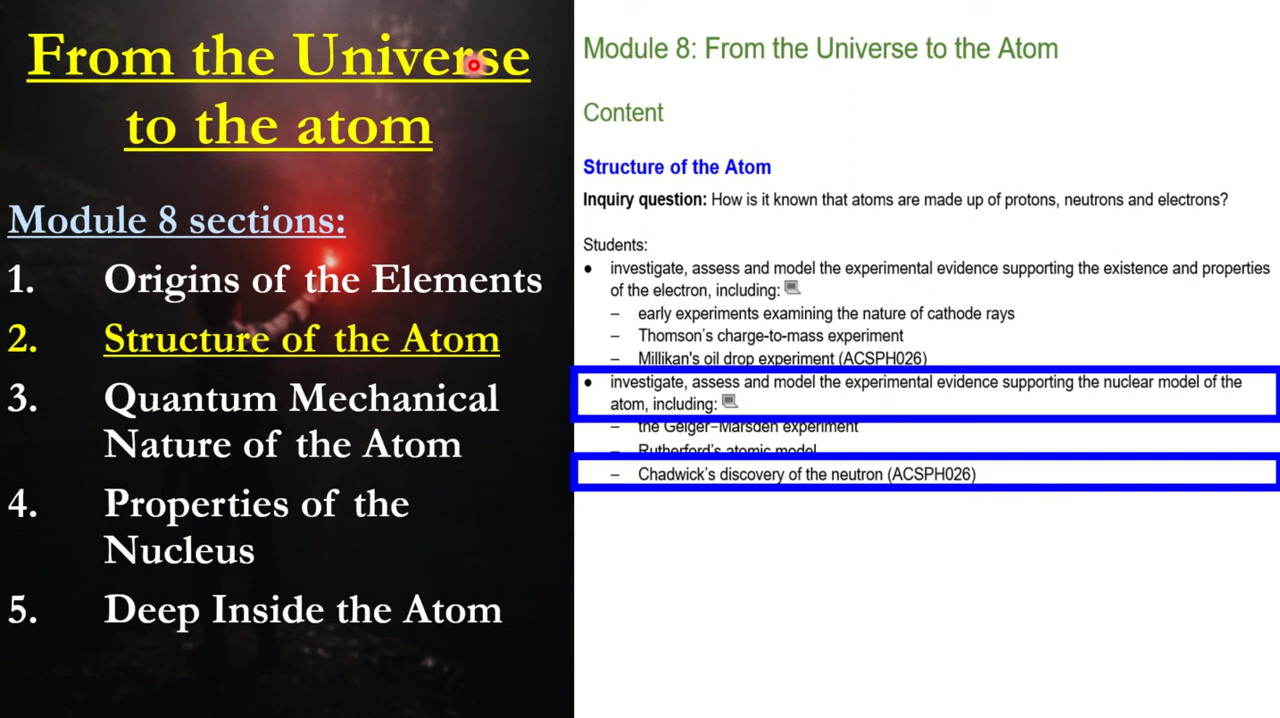 From the Universe
to the atom
Module 8 sections:
1. Origins of the Elements
2. Structure of the Atom
3. Quantum Mechanical
Nature of the Atom
4. Properties of the
Nucleus
5. Deep Inside the Atom
Module 8: From the Universe to the Atom
Content
Structure of the Atom
Inquiry question: How is it known that atoms are made up of protons, neutrons and electrons?
Students:
● investigate, assess and model the experimental evidence supporting the existence and properties
of the electron, including:
– early experiments examining the nature of cathode rays
– Thomson's charge-to-mass experiment
– Millikan's oil drop experiment (ACSPH026)
● investigate, assess and model the experimental evidence supporting the nuclear model of the
atom, including:
– the Geiger–Marsden experiment
– Rutherford's atomic model
– Chadwick's discovery of the neutron (ACSPH026)